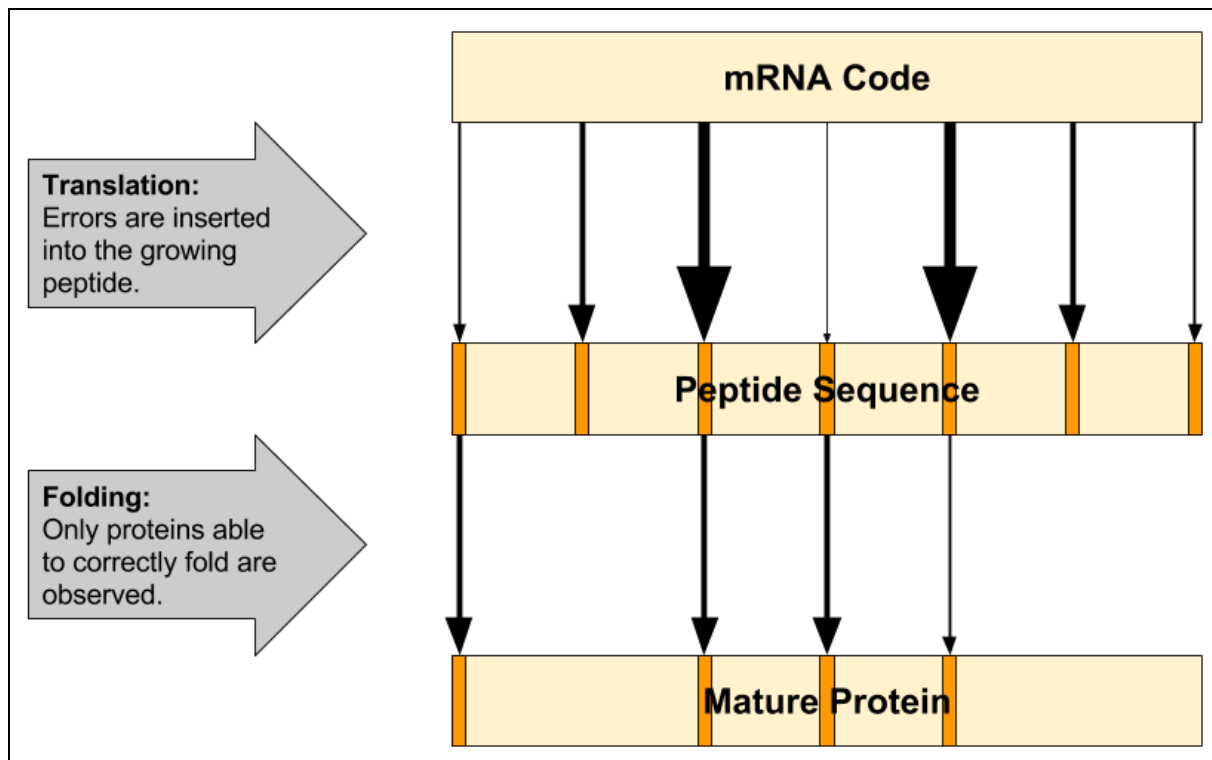 mRNA Code
Translation:
Errors are inserted
into the growing
peptide.
Peptide Sequence
Folding:
Only proteins able
to correctly fold are
observed.
Mature Protein